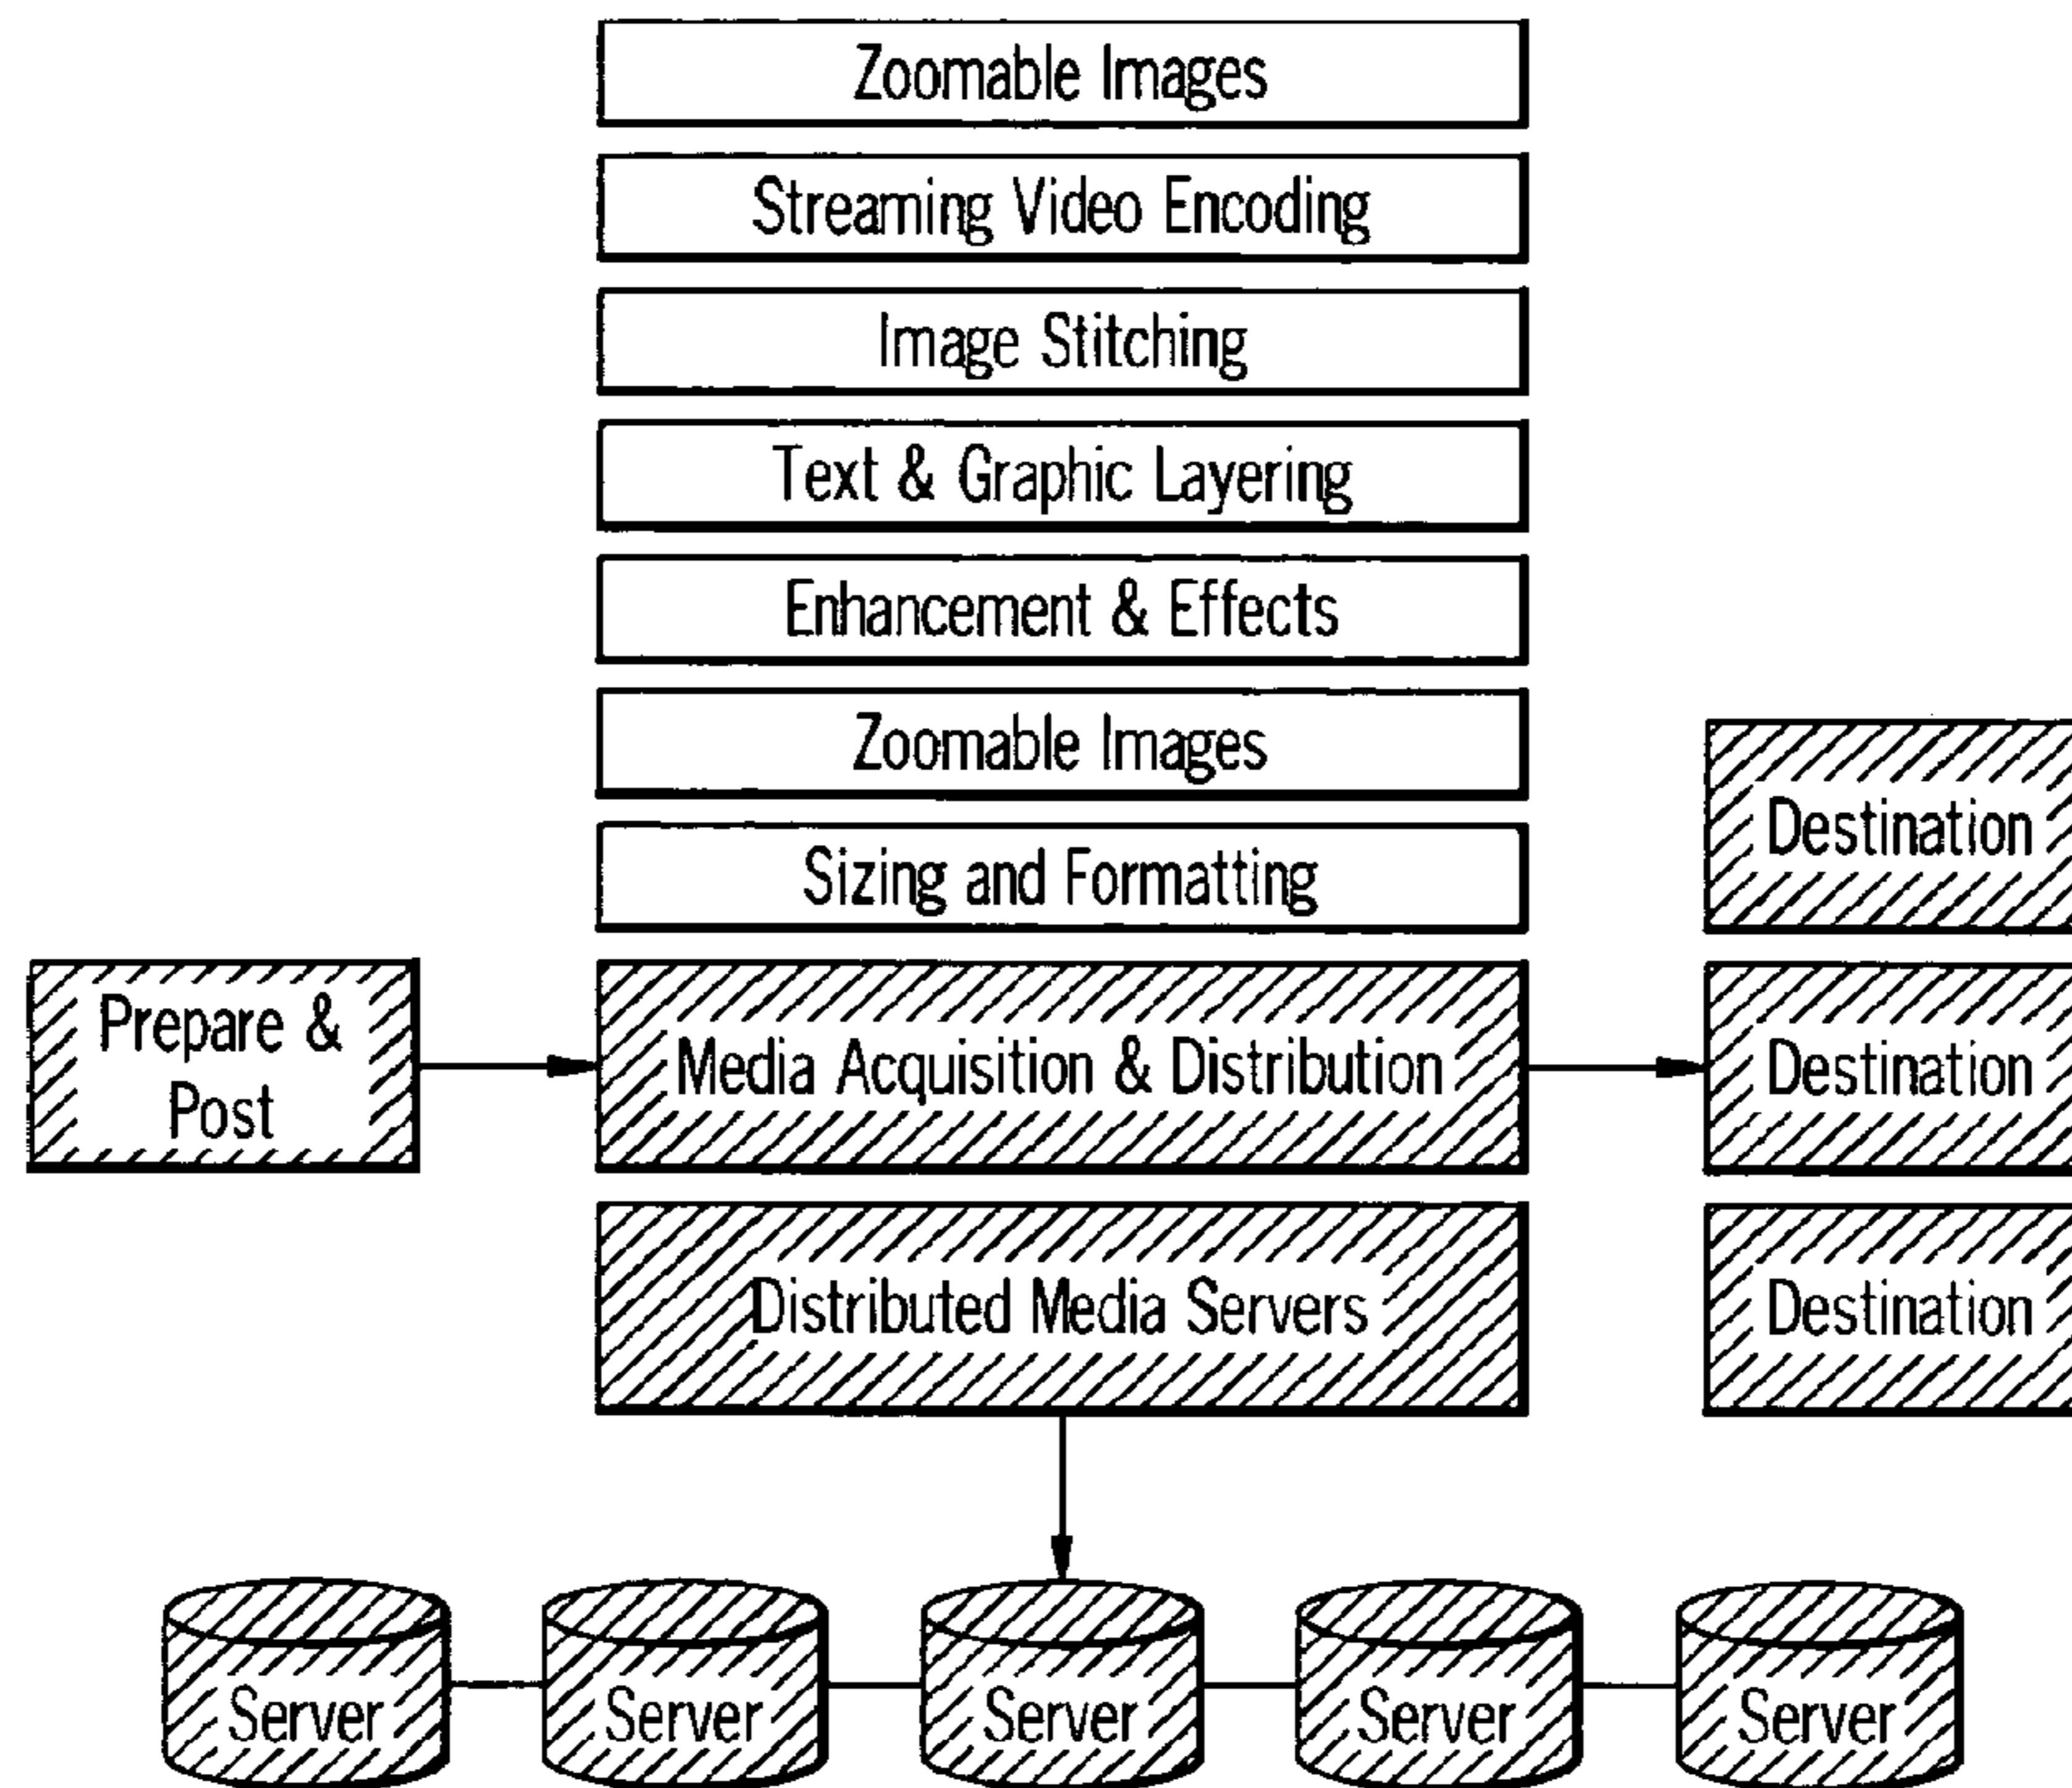 Zoomable Images
Streaming Video Encoding
Image Stitching
Text & Graphic Layering
Enhancement & Effects
Zoomable Images
Sizing and Formatting
Destination
Prepare &
Post
Media Acquisition & Distribution
Destination
Distributed Media Servers
Destination
Server
Server
Server
Server
Server